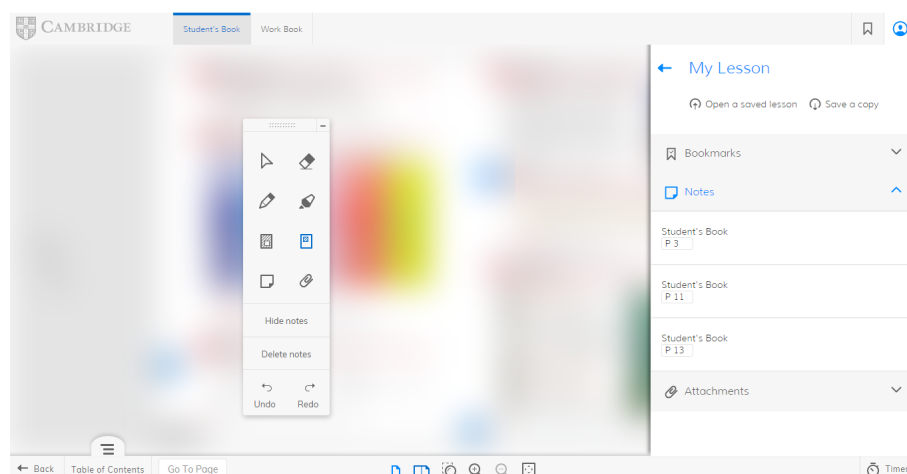 CAMBRIDGE
Student's Book
Work Book
My Lesson
Open a saved lesson
Save a copy
Bookmarks
Notes
Student's Book
P 3
Student's Book
P 11
Student's Book
P 13
Attachments
Hide notes
Delete notes
Undo
Redo
Back
Table of Contents
Go To Page
Timer